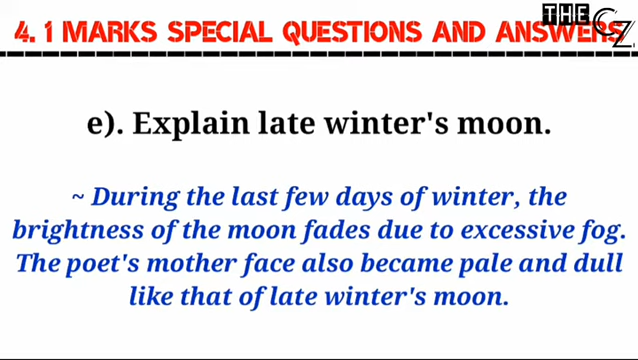 4. 1 MARKS SPECIAL QUESTIONS AND ANSWERS
THE CZ
e). Explain late winter's moon.
~ During the last few days of winter, the
brightness of the moon fades due to excessive fog.
The poet's mother face also became pale and dull
like that of late winter's moon.